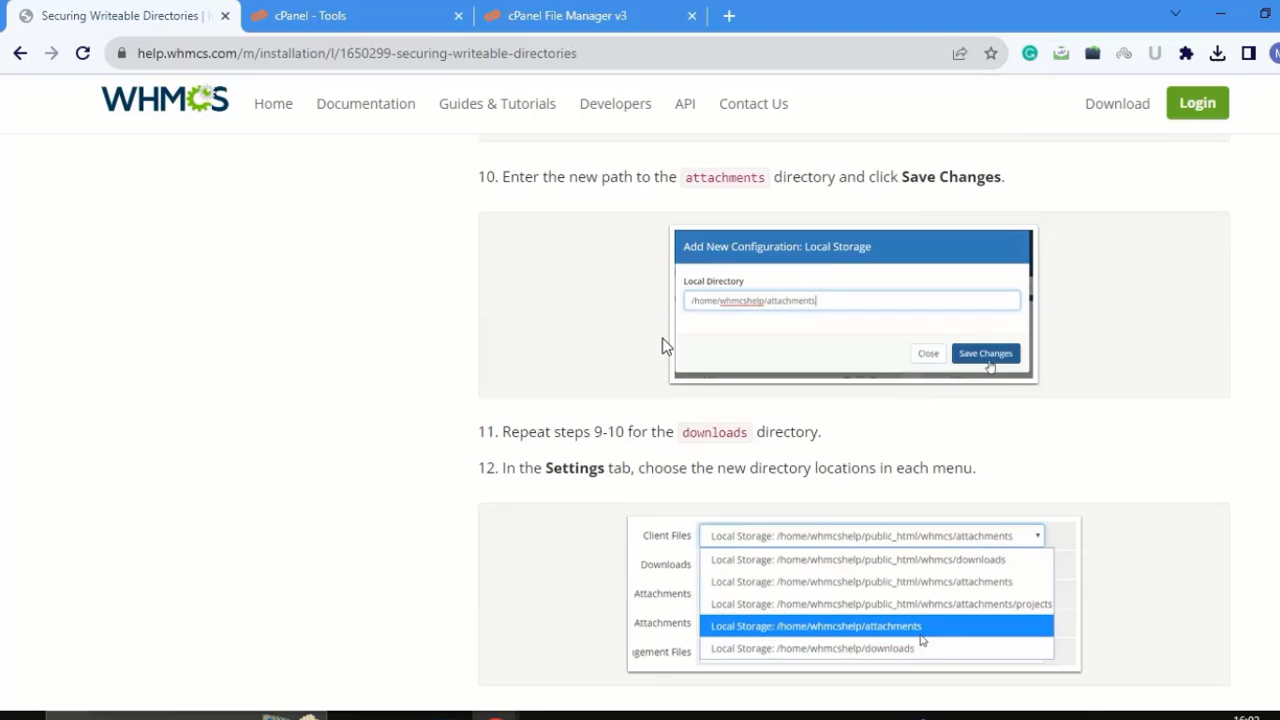 Securing Writeable Directories |
cPanel - Tools
cPanel File Manager v3
help.whmcs.com/m/installation/l/1650299-securing-writeable-directories
WHMCS
Home
Documentation
Guides & Tutorials
Developers
API
Contact Us
Download
Login
10. Enter the new path to the attachments directory and click Save Changes.
Add New Configuration: Local Storage
Local Directory
/home/whmcshelp/attachments
Close
Save Changes
11. Repeat steps 9-10 for the downloads directory.
12. In the Settings tab, choose the new directory locations in each menu.
Client Files
Local Storage: /home/whmcshelp/public_html/whmcs/attachments
Downloads
Local Storage: /home/whmcshelp/public_html/whmcs/downloads
Local Storage: /home/whmcshelp/public_html/whmcs/attachments
Attachments
Local Storage: /home/whmcshelp/public_html/whmcs/attachments/projects
Attachments
Local Storage: /home/whmcshelp/attachments
gement Files
Local Storage: /home/whmcshelp/downloads